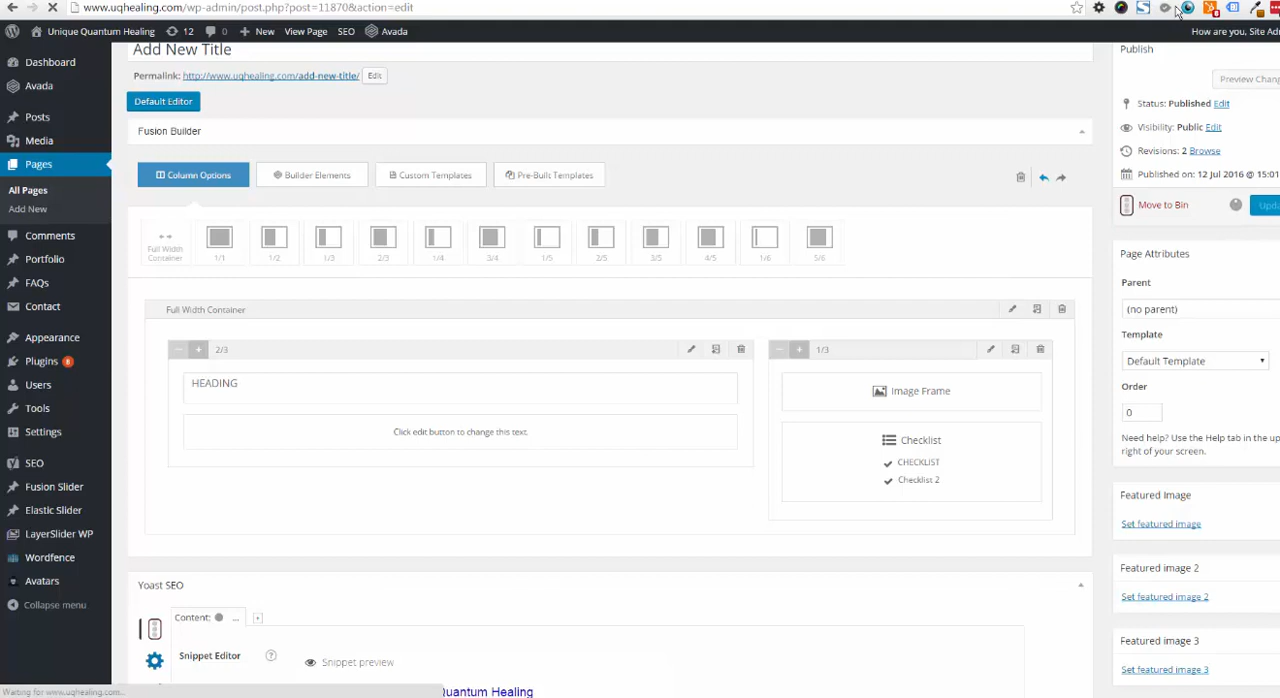 www.uqhealing.com/wp-admin/post.php?post=11870&action=edit
Unique Quantum Healing 12 0 New View Page SEO Avada
How are you, Site Ad
Dashboard
Avada
Posts
Media
Pages
All Pages
Add New
Comments
Portfolio
FAQs
Contact
Appearance
Plugins 8
Users
Tools
Settings
SEO
Fusion Slider
Elastic Slider
LayerSlider WP
Wordfence
Avatars
Collapse menu
Waiting for www.uqhealing.com...
Add New Title
Permalink: http://www.uqhealing.com/add-new-title/ Edit
Default Editor
Fusion Builder
Column Options Builder Elements Custom Templates Pre-Built Templates
Full Width Container 1/1 1/2 1/3 2/3 1/4 3/4 1/5 2/5 3/5 4/5 1/6 5/6
Full Width Container
2/3
HEADING
Click edit button to change this text.
1/3
Image Frame
Checklist
CHECKLIST
Checklist 2
Yoast SEO
Content: ...
Snippet Editor ? Snippet preview
Quantum Healing
Publish
Preview Chang
Status: Published Edit
Visibility: Public Edit
Revisions: 2 Browse
Published on: 12 Jul 2016 @ 15:01
Move to Bin Upda
Page Attributes
Parent
(no parent)
Template
Default Template
Order
0
Need help? Use the Help tab in the up
right of your screen.
Featured Image
Set featured image
Featured image 2
Set featured image 2
Featured image 3
Set featured image 3